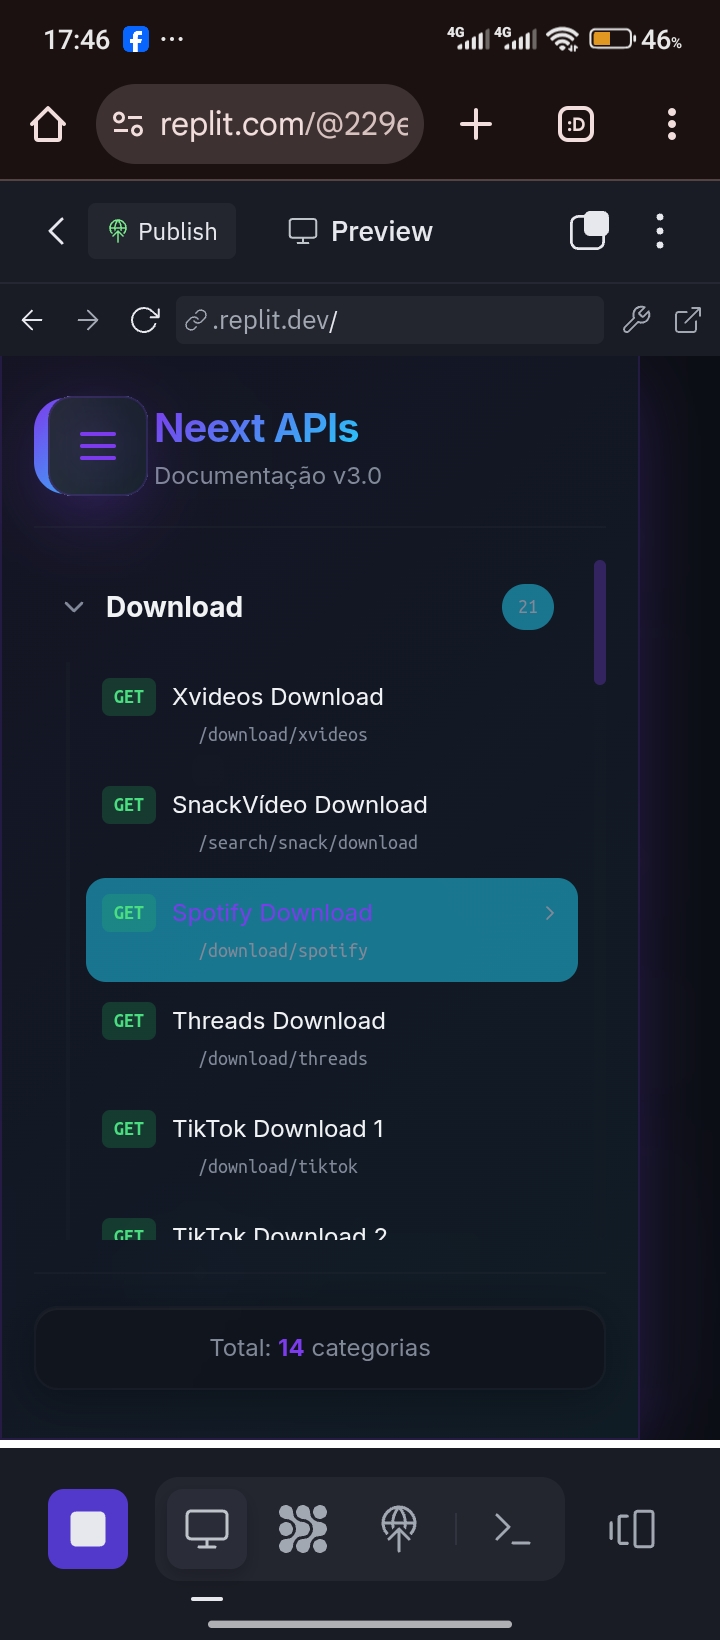 17:46
4G 4G 46%
replit.com/@229e
:D
Publish
Preview
.replit.dev/
Neext APIs
Documentação v3.0
Download
21
GET Xvideos Download
/download/xvideos
GET SnackVídeo Download
/search/snack/download
GET Spotify Download
/download/spotify
GET Threads Download
/download/threads
GET TikTok Download 1
/download/tiktok
GET TikTok Download 2
Total: 14 categorias